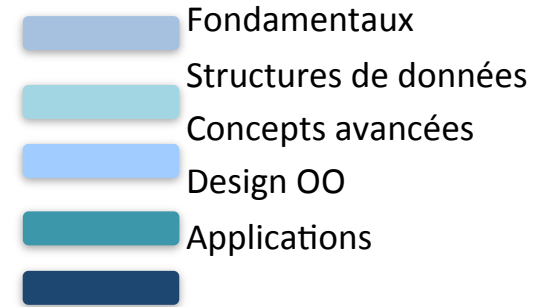 Fondamentaux
Structures de données
Concepts avancées
Design OO
Applications